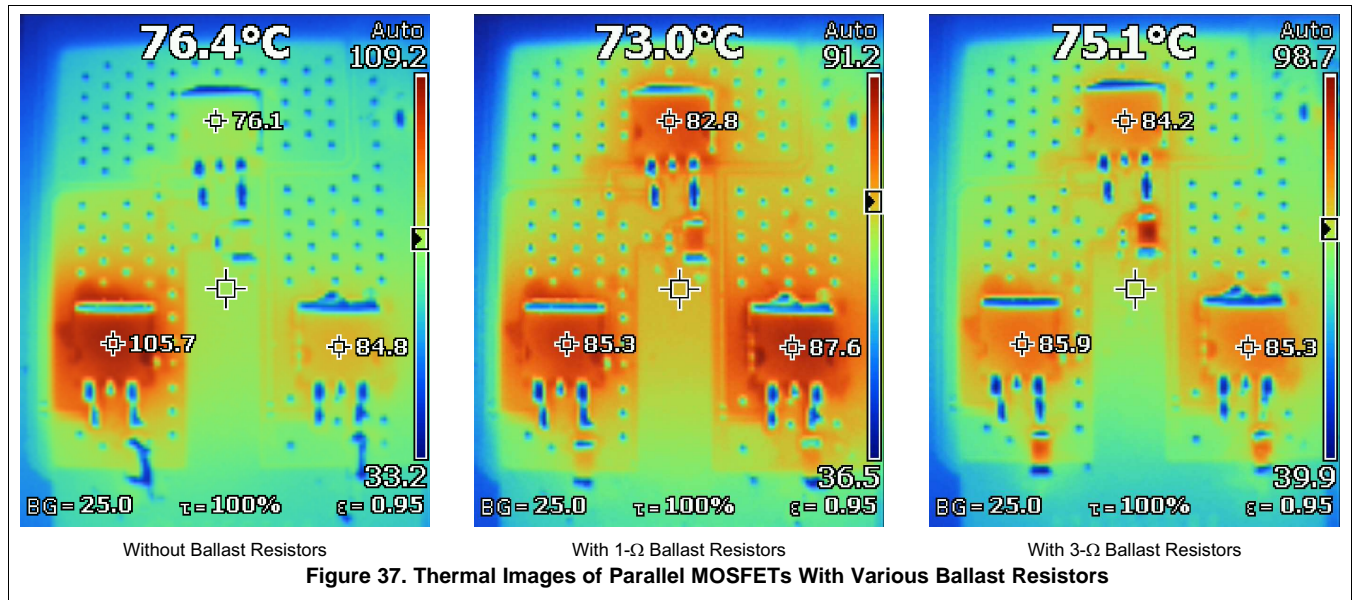 76.4°C
Auto
109.2
76.1
105.7
84.8
33.2
BG = 25.0 τ = 100% ε = 0.95
73.0°C
Auto
91.2
82.8
85.3
87.6
36.5
BG = 25.0 τ = 100% ε = 0.95
75.1°C
Auto
98.7
84.2
85.9
85.3
39.9
BG = 25.0 τ = 100% ε = 0.95
Without Ballast Resistors
With 1-Ω Ballast Resistors
With 3-Ω Ballast Resistors
Figure 37. Thermal Images of Parallel MOSFETs With Various Ballast Resistors